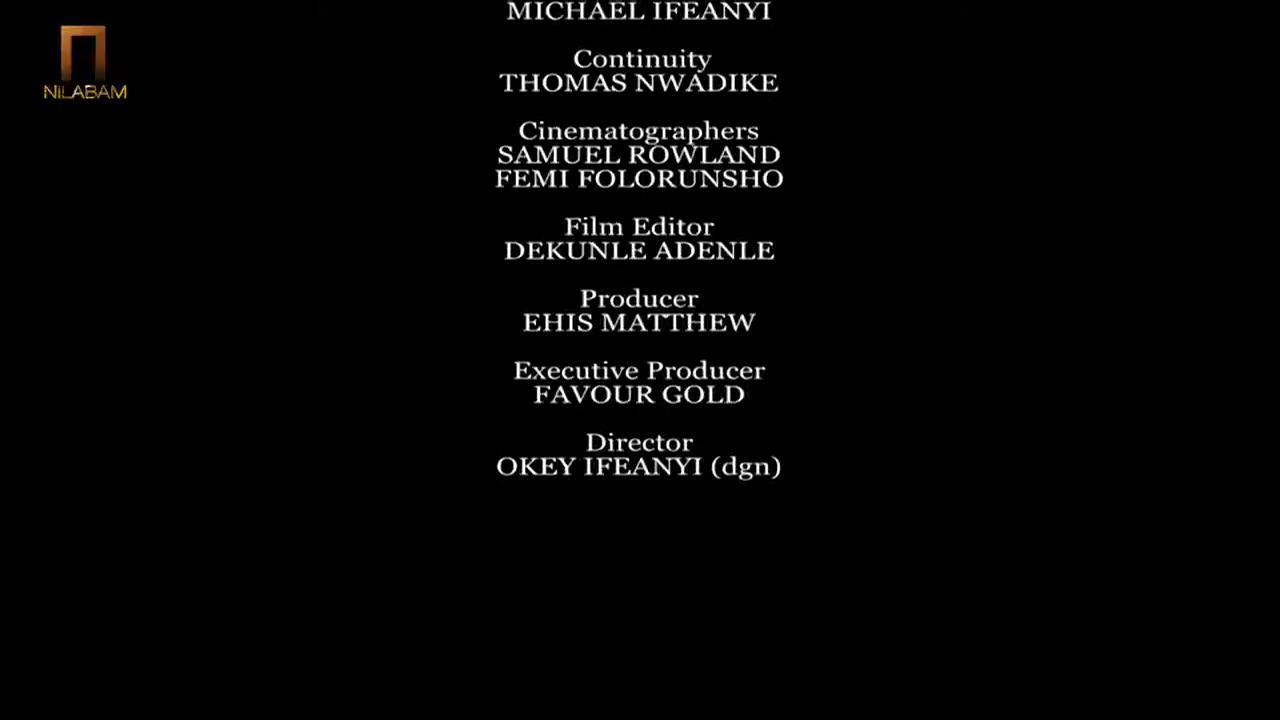 MICHAEL IFEANYI
NILABAM
Continuity
THOMAS NWADIKE
Cinematographers
SAMUEL ROWLAND
FEMI FOLORUNSHO
Film Editor
DEKUNLE ADENLE
Producer
EHIS MATTHEW
Executive Producer
FAVOUR GOLD
Director
OKEY IFEANYI (dgn)